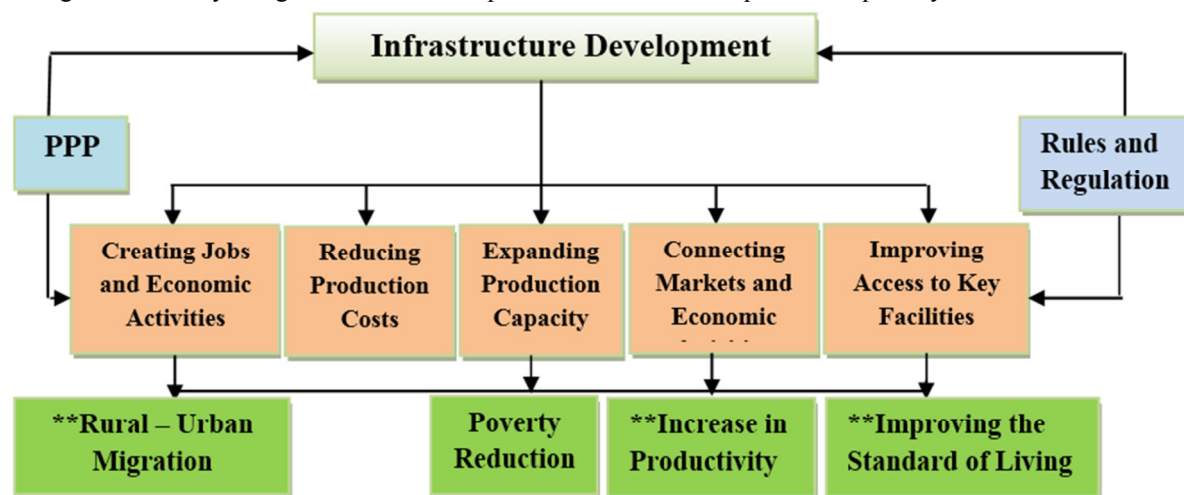 Infrastructure Development
PPP
Rules and
Regulation
Creating Jobs
and Economic
Activities
Reducing
Production
Costs
Expanding
Production
Capacity
Connecting
Markets and
Economic
Improving
Access to Key
Facilities
**Rural – Urban
Migration
Poverty
Reduction
**Increase in
Productivity
**Improving the
Standard of Living